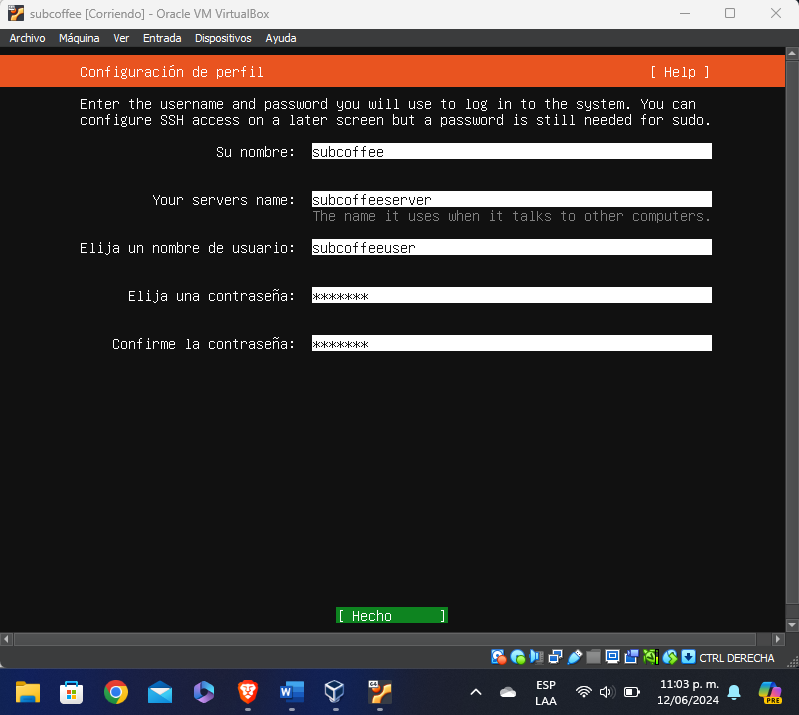 subcoffee [Corriendo] - Oracle VM VirtualBox
Archivo Máquina Ver Entrada Dispositivos Ayuda
Configuración de perfil [ Help ]
Enter the username and password you will use to log in to the system. You can
configure SSH access on a later screen but a password is still needed for sudo.
Su nombre: subcoffee
Your servers name: subcoffeeserver
The name it uses when it talks to other computers.
Elija un nombre de usuario: subcoffeeuser
Elija una contraseña: *******
Confirme la contraseña: *******
[ Hecho ]
CTRL DERECHA
ESP
LAA
11:03 p. m.
12/06/2024
PRE